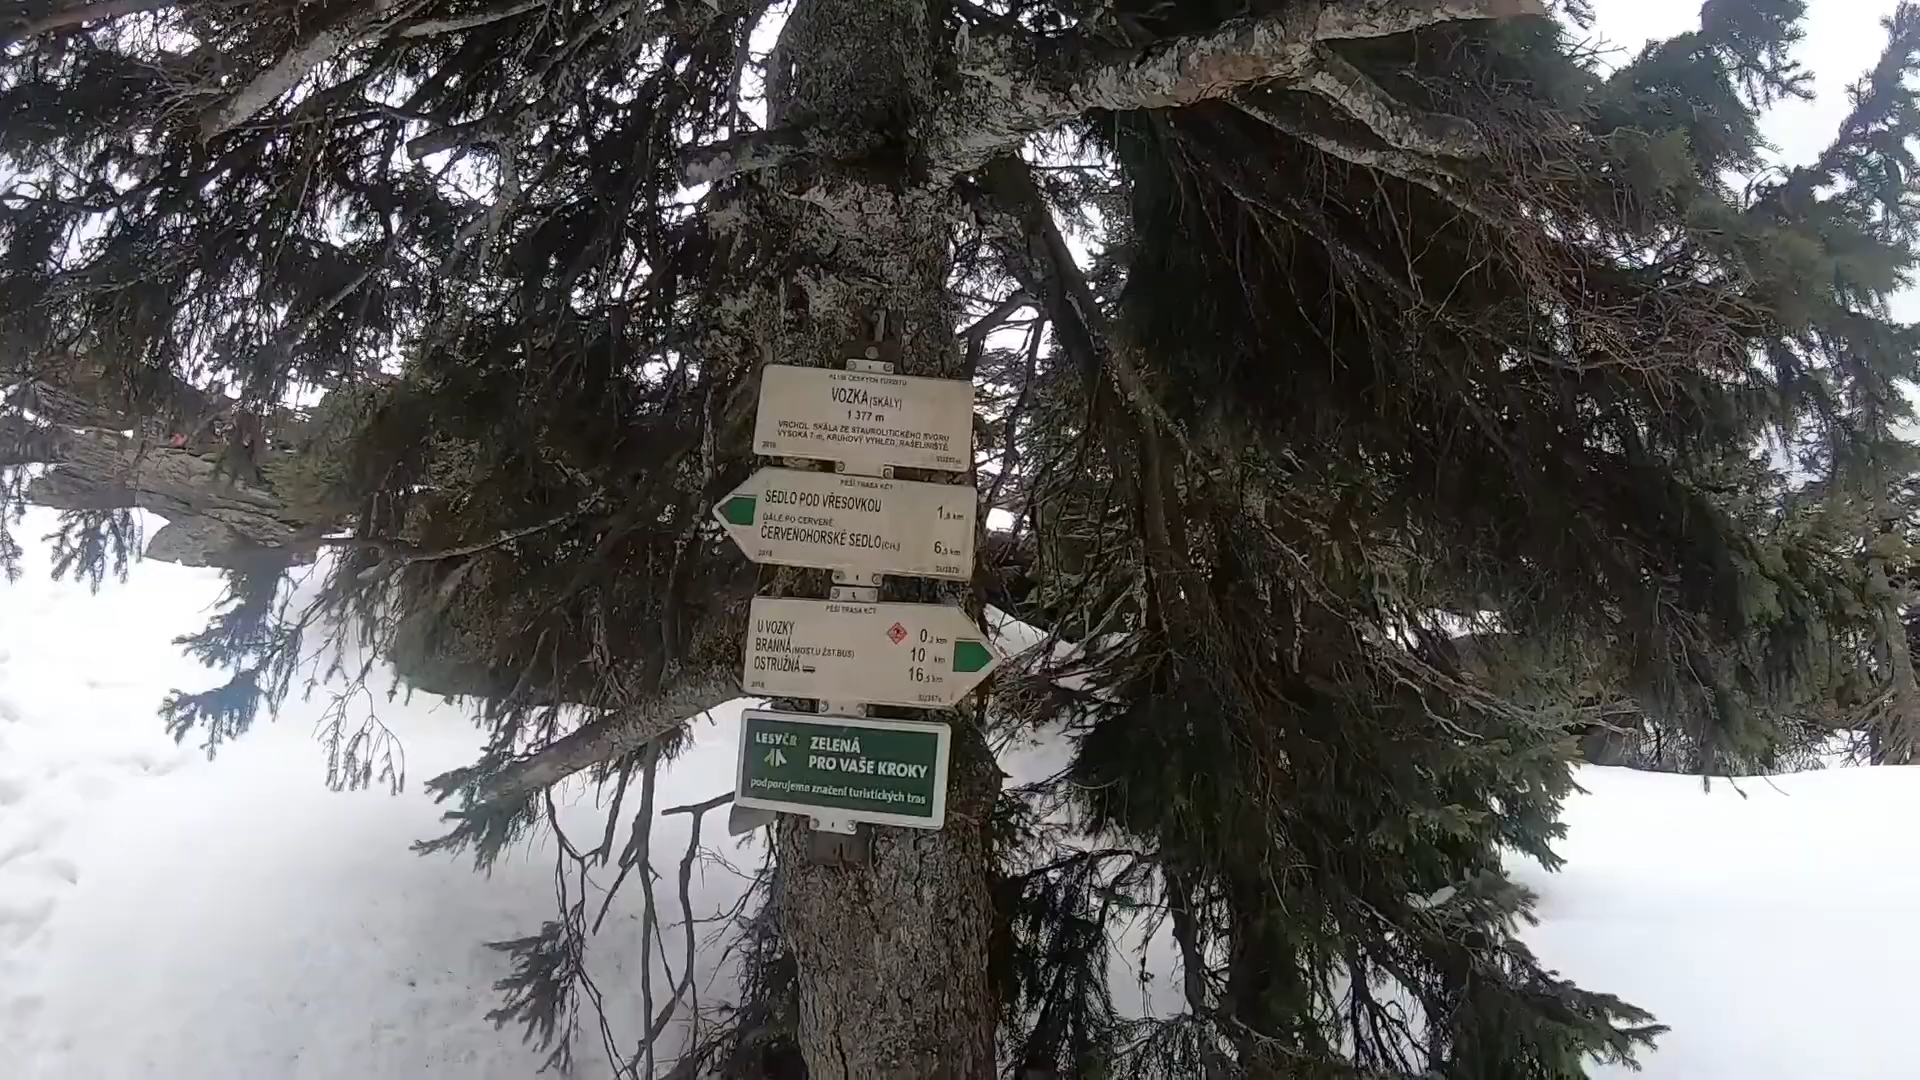 KLUB ČESKÝCH TURISTŮ
VOZKA (SKÁLY)
1 377 m
VRCHOL. SKÁLA ZE STAUROLITICKÉHO SVORU
VYSOKÁ 7 m, KRUHOVÝ VÝHLED, RAŠELINIŠTĚ
PĚŠÍ TRASA KČT
SEDLO POD VŘESOVKOU 1,8 km
DÁLE PO ČERVENÉ
ČERVENOHORSKÉ SEDLO (CH.) 6,5 km
2018
PĚŠÍ TRASA KČT
U VOZKY 0,2 km
BRANNÁ (MOST, U ŽST. BUS) 10 km
OSTRUŽNÁ 16,5 km
2018
LESY ČR
ZELENÁ
PRO VAŠE KROKY
podporujeme značení turistických tras